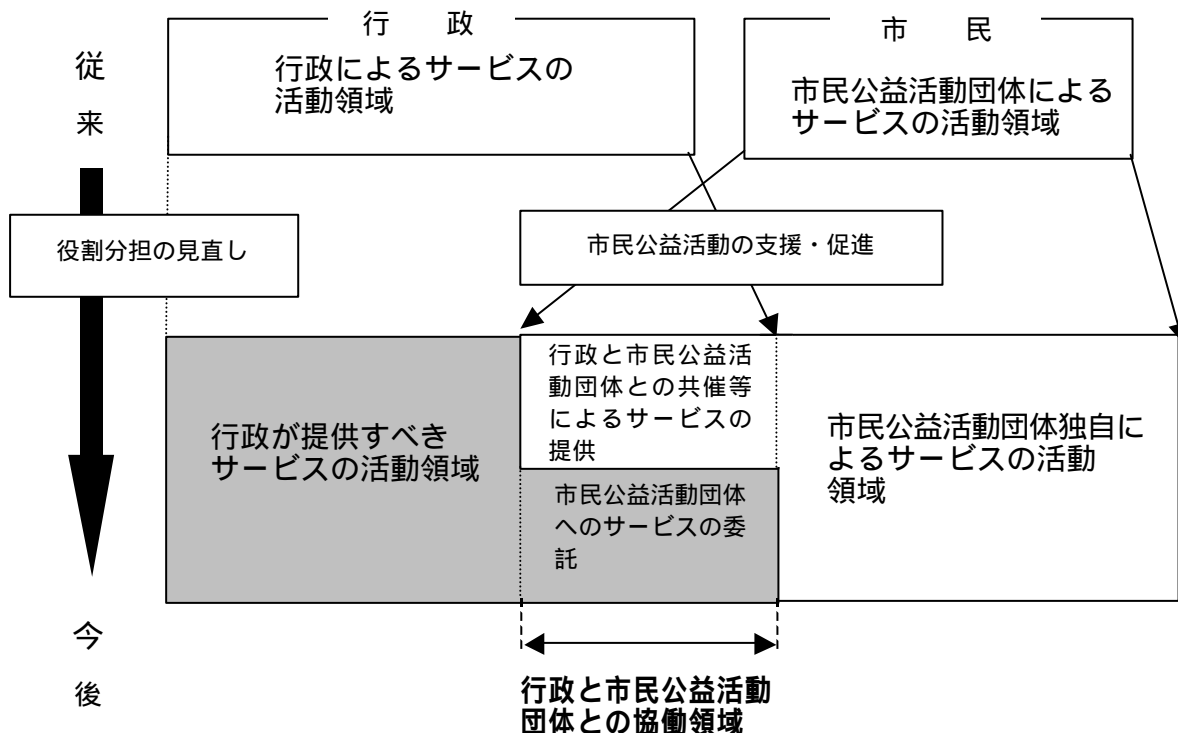 行　政
行政によるサービスの
活動領域
市　民
市民公益活動団体による
サービスの活動領域
従
来
役割分担の見直し
市民公益活動の支援・促進
行政が提供すべき
サービスの活動領域
行政と市民公益活
動団体との共催等
によるサービスの
提供
市民公益活動団体
へのサービスの委
託
市民公益活動団体独自に
よるサービスの活動
領域
今
後
行政と市民公益活動
団体との協働領域